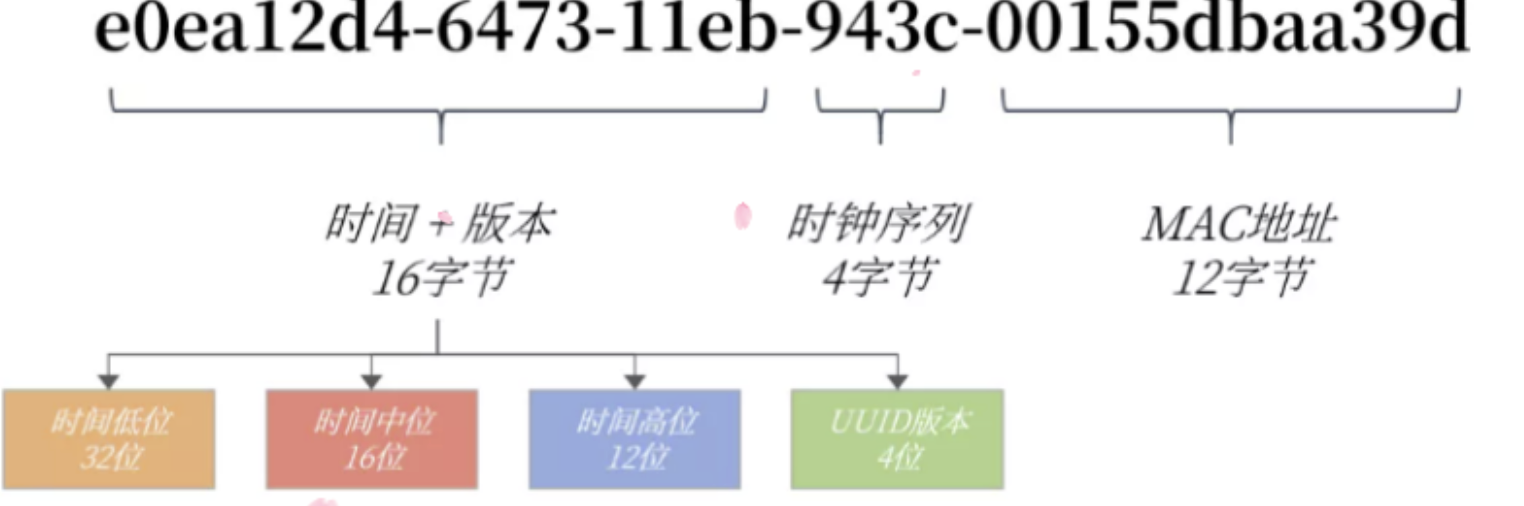 e0ea12d4-6473-11eb-943c-00155dbaa39d
时间 + 版本
16字节
时钟序列
4字节
MAC地址
12字节
时间低位
32位
时间中位
16位
时间高位
12位
UUID版本
4位